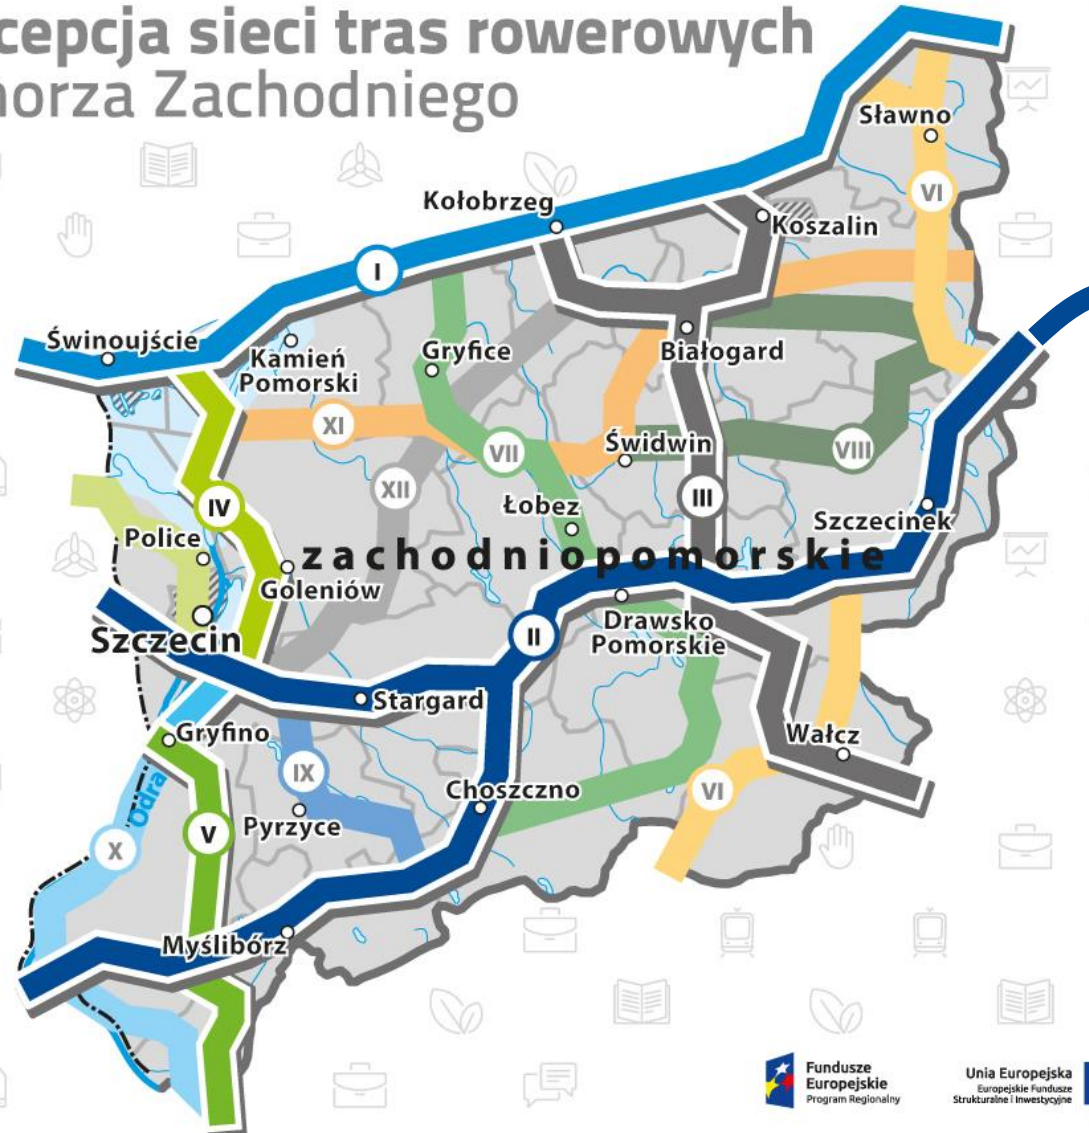 cepcja sieci tras rowerowych
orza Zachodniego
Sławno
VI
Kołobrzeg
Koszalin
I
Świnoujście
Kamień
Pomorski
Gryfice
Białogard
XI
VII
Świdwin
VIII
XII
III
IV
Łobez
Szczecinek
Police
zachodniopomorskie
Goleniów
Szczecin
II
Drawsko
Pomorskie
Stargard
Gryfino
Wałcz
IX
Choszczno
VI
Odra
Pyrzyce
V
X
Myślibórz
Fundusze
Europejskie
Program Regionalny
Unia Europejska
Europejskie Fundusze
Strukturalne i Inwestycyjne